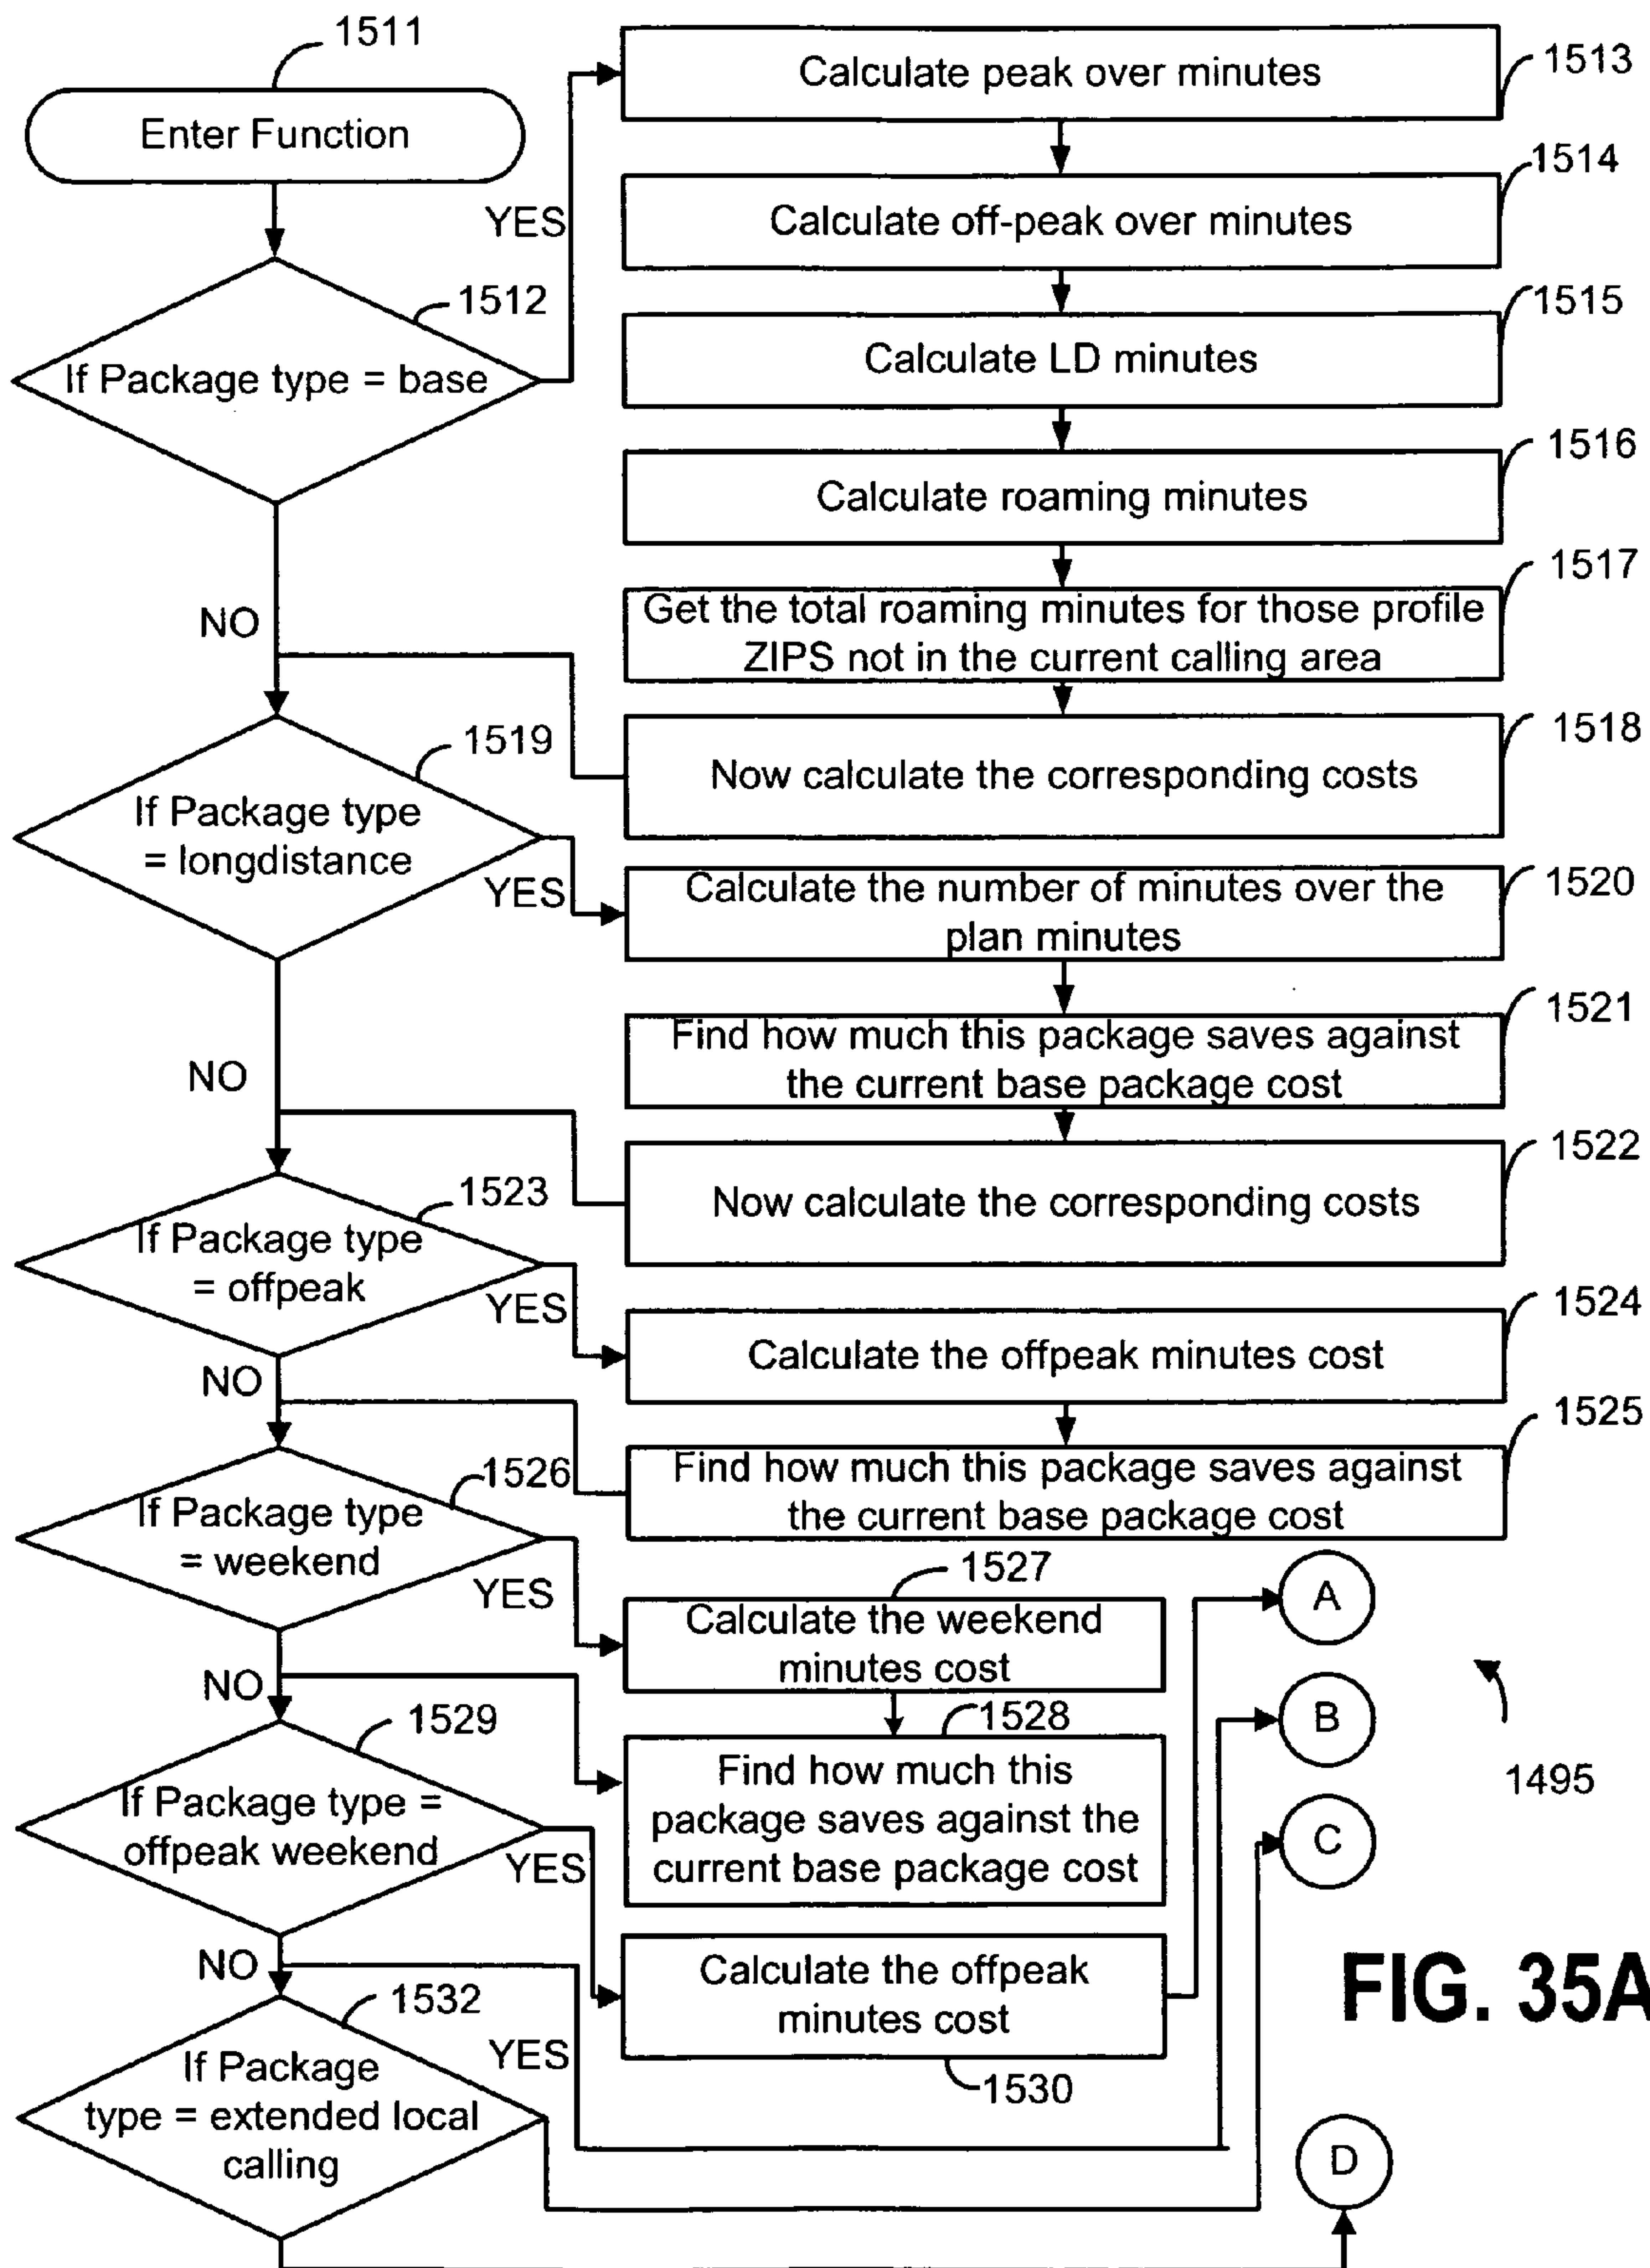 1511
Enter Function
1512
If Package type = base
YES
NO
Calculate peak over minutes
1513
Calculate off-peak over minutes
1514
Calculate LD minutes
1515
Calculate roaming minutes
1516
Get the total roaming minutes for those profile
ZIPS not in the current calling area
1517
Now calculate the corresponding costs
1518
1519
If Package type
= longdistance
YES
NO
Calculate the number of minutes over the
plan minutes
1520
Find how much this package saves against
the current base package cost
1521
Now calculate the corresponding costs
1522
1523
If Package type
= offpeak
YES
NO
Calculate the offpeak minutes cost
1524
Find how much this package saves against
the current base package cost
1525
1526
If Package type
= weekend
YES
NO
1527
Calculate the weekend
minutes cost
1528
Find how much this
package saves against the
current base package cost
1529
If Package type =
offpeak weekend
YES
NO
Calculate the offpeak
minutes cost
1530
1532
If Package
type = extended local
calling
YES
A
B
C
D
1495
FIG. 35A